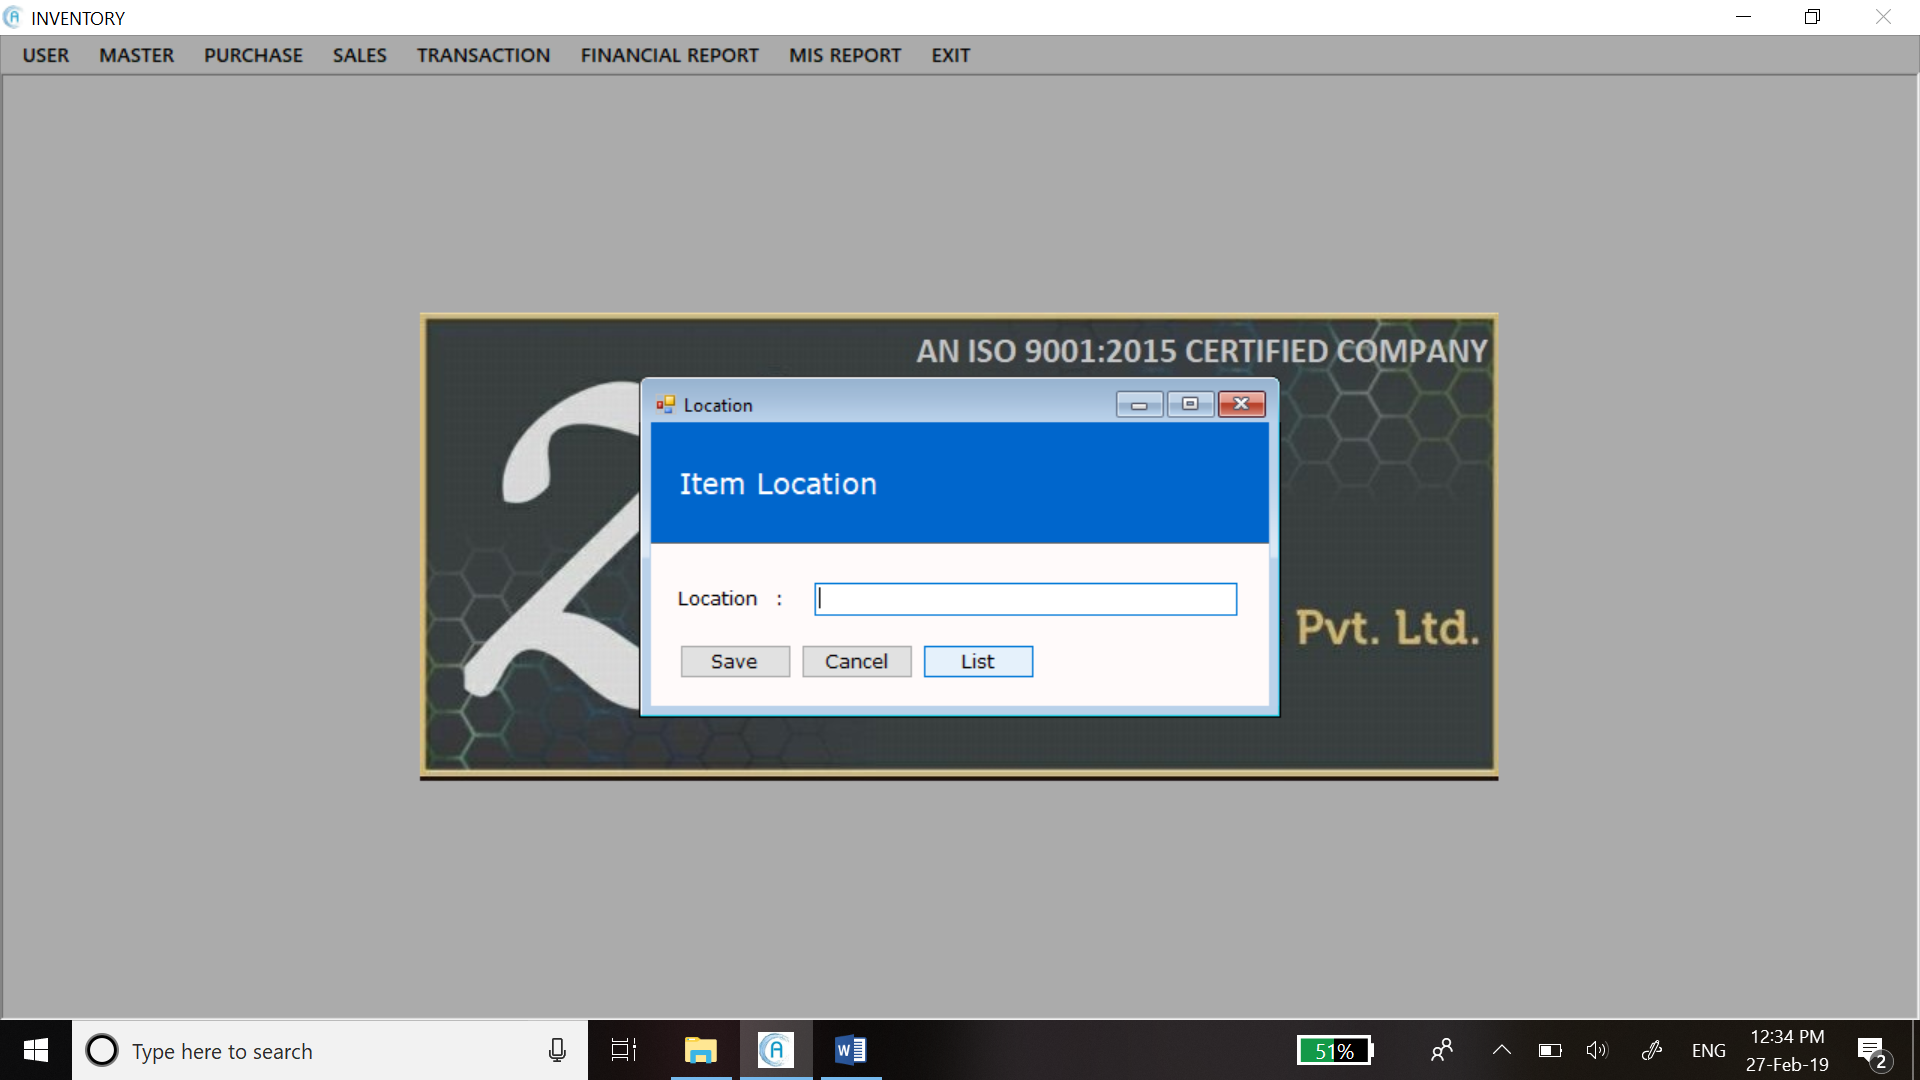 INVENTORY
USER MASTER PURCHASE SALES TRANSACTION FINANCIAL REPORT MIS REPORT EXIT
AN ISO 9001:2015 CERTIFIED COMPANY
Location
Item Location
Location :
Pvt. Ltd.
Save Cancel List
Type here to search
51%
ENG
12:34 PM
27-Feb-19
2